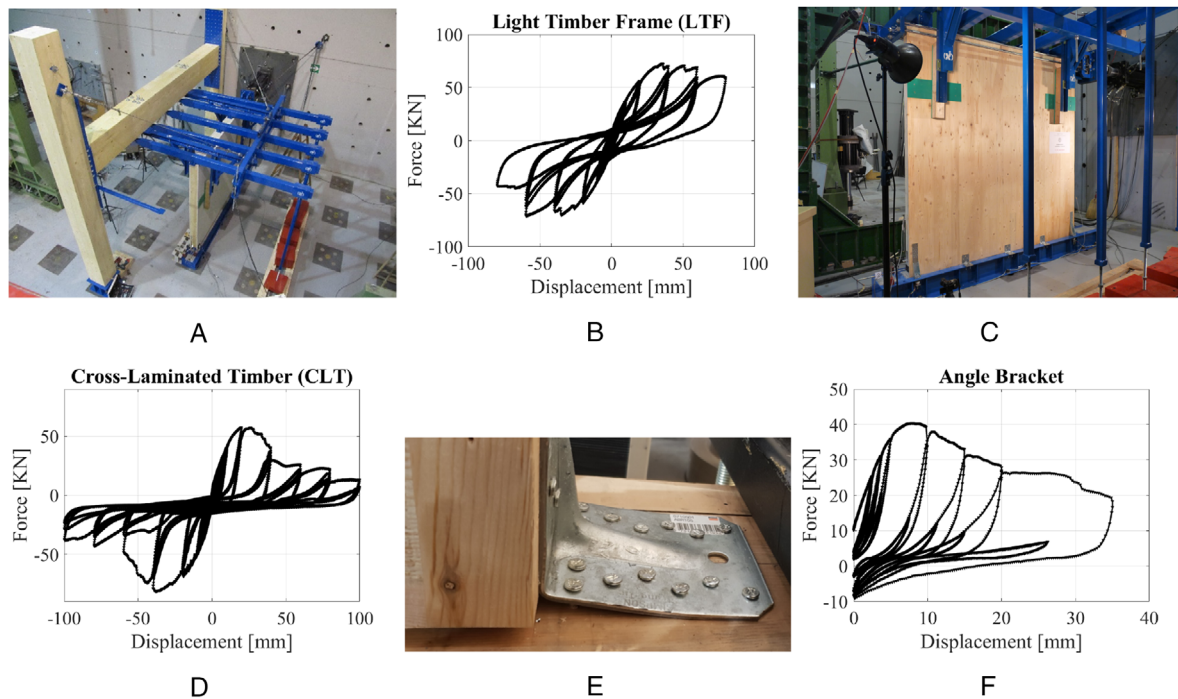 Light Timber Frame (LTF)
100
50
0
-50
-100
Force [KN]
-100 -50 0 50 100
Displacement [mm]
A B C
Cross-Laminated Timber (CLT)
50
0
-50
Force [KN]
-100 -50 0 50 100
Displacement [mm]
Angle Bracket
50
40
30
20
10
0
-10
Force [KN]
0 10 20 30 40
Displacement [mm]
D E F